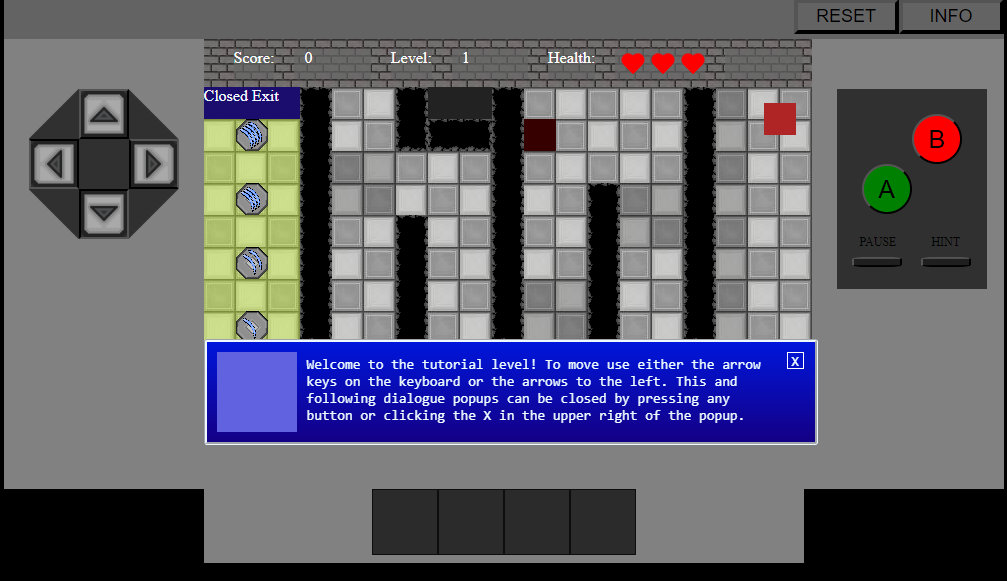 RESET INFO
Score: 0 Level: 1 Health:
Closed Exit
B
A
PAUSE HINT
Welcome to the tutorial level! To move use either the arrow
keys on the keyboard or the arrows to the left. This and
following dialogue popups can be closed by pressing any
button or clicking the X in the upper right of the popup.
X